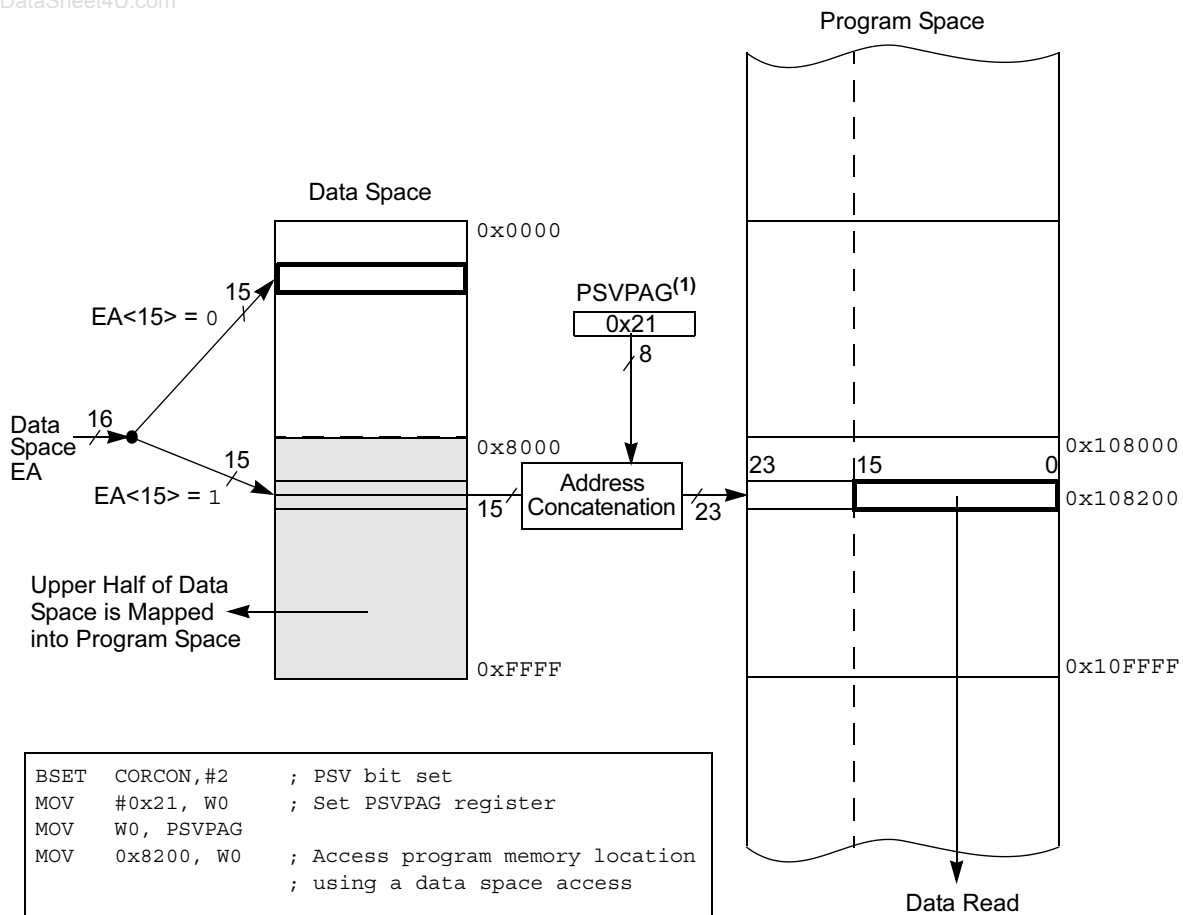 DataSheet4U.com
Program Space
Data Space
0x0000
15
EA<15> = 0
PSVPAG(1)
0x21
8
Data
Space
EA
16
0x8000
0x108000
15
EA<15> = 1
23
15
0
15
Address
Concatenation
23
0x108200
Upper Half of Data
Space is Mapped
into Program Space
0xFFFF
0x10FFFF
BSET CORCON,#2 ; PSV bit set
MOV #0x21, W0 ; Set PSVPAG register
MOV W0, PSVPAG
MOV 0x8200, W0 ; Access program memory location
; using a data space access
Data Read